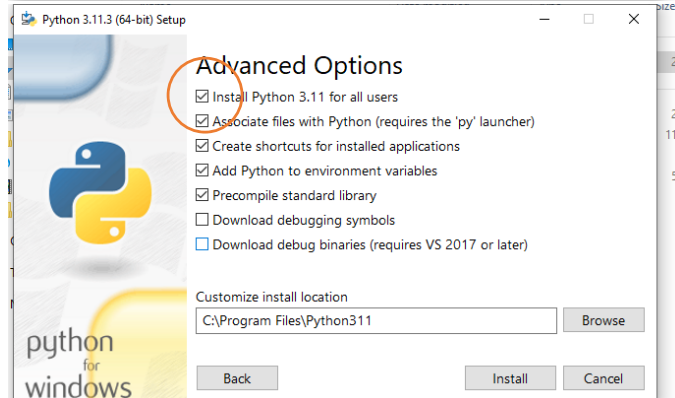 Python 3.11.3 (64-bit) Setup
Size
Advanced Options
Install Python 3.11 for all users
Associate files with Python (requires the 'py' launcher)
Create shortcuts for installed applications
11
Add Python to environment variables
Precompile standard library
Download debugging symbols
Download debug binaries (requires VS 2017 or later)
Customize install location
C:\Program Files\Python311
Browse
python
for
windows
Back
Install
Cancel